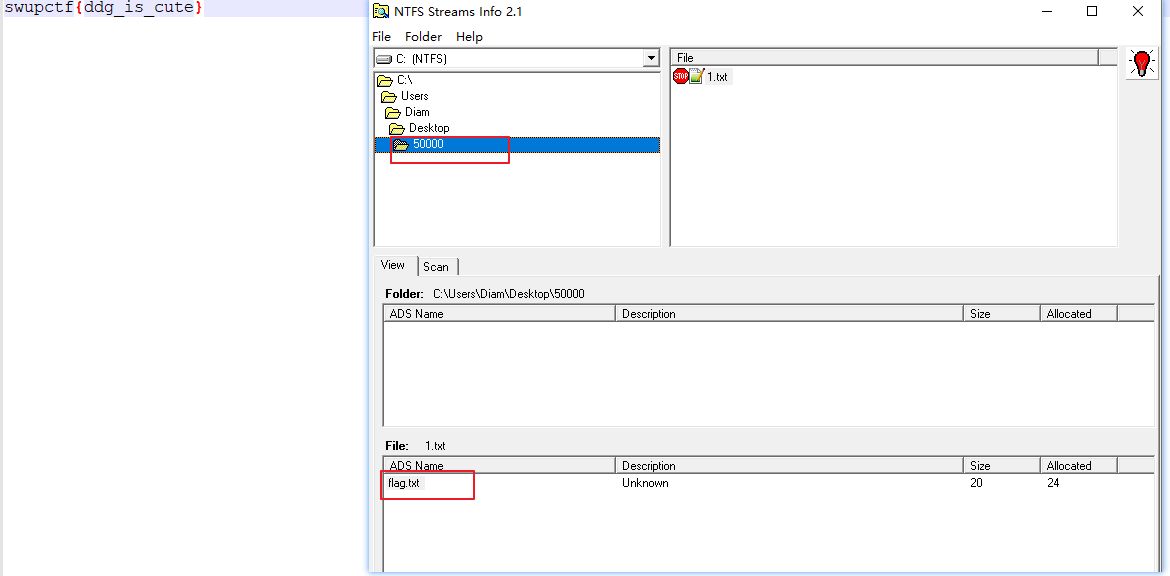 swupctf{ddg_is_cute}
NTFS Streams Info 2.1
File Folder Help
C: (NTFS)
C:\
Users
Diam
Desktop
50000
File
STOP 1.txt
View Scan
Folder: C:\Users\Diam\Desktop\50000
ADS Name Description Size Allocated
File: 1.txt
ADS Name Description Size Allocated
flag.txt Unknown 20 24